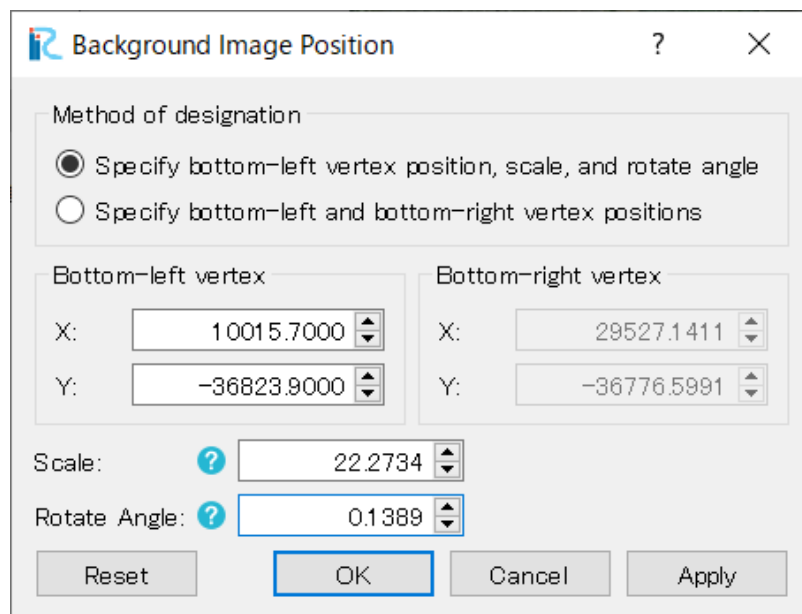 Background Image Position ?
Method of designation
Specify bottom-left vertex position, scale, and rotate angle
Specify bottom-left and bottom-right vertex positions
Bottom-left vertex
X: 10015.7000
Y: -36823.9000
Bottom-right vertex
X: 29527.1411
Y: -36776.5991
Scale: ? 22.2734
Rotate Angle: ? 0.1389
Reset OK Cancel Apply